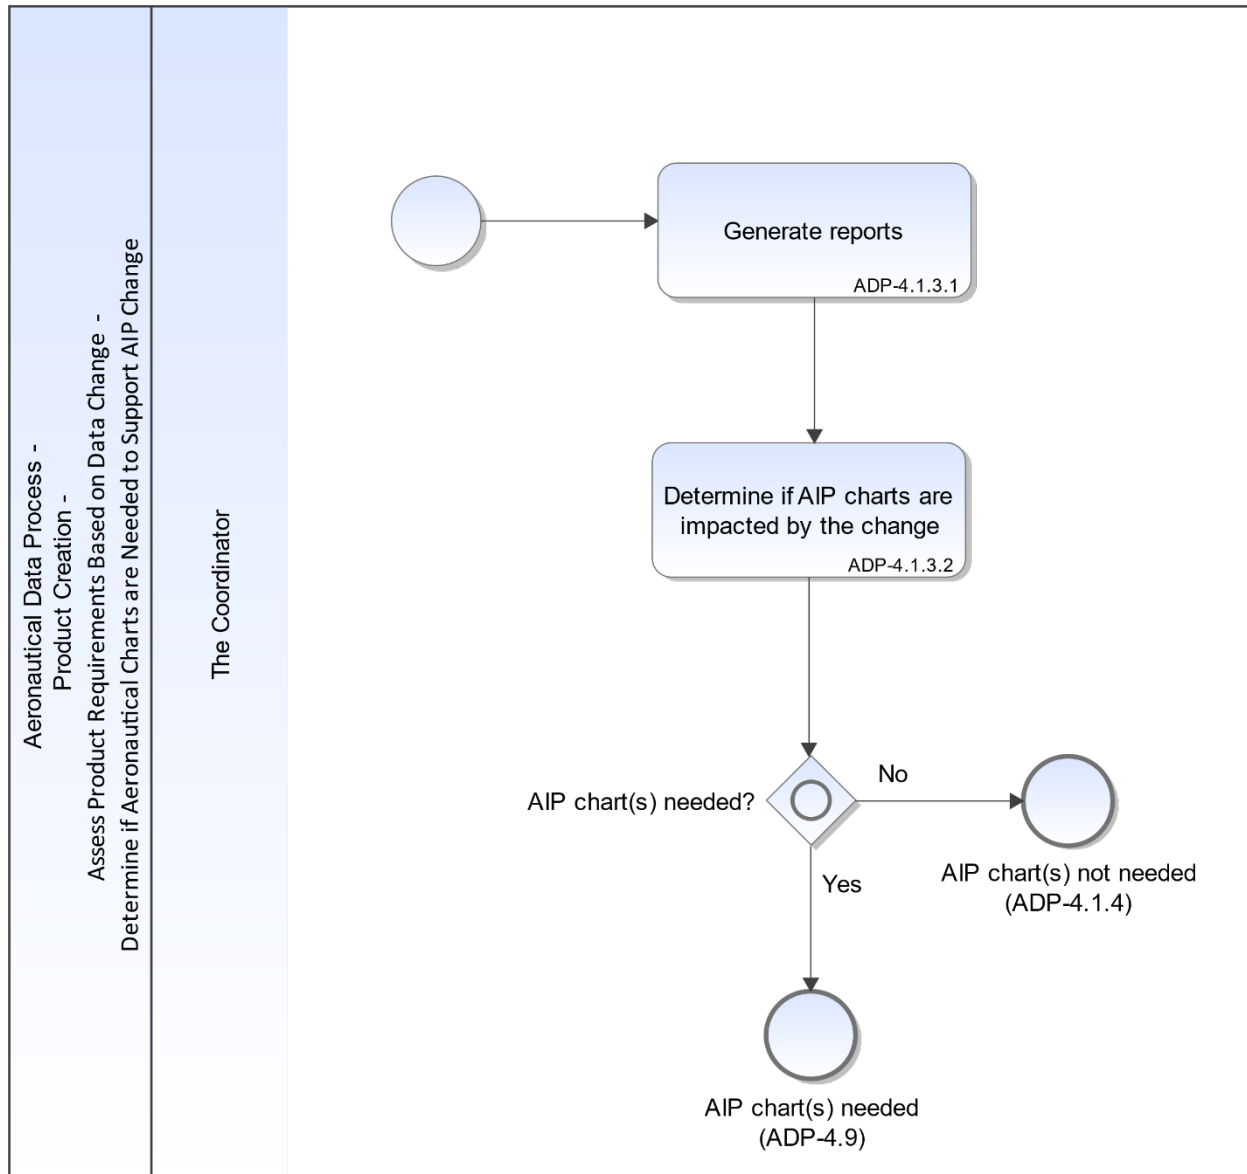 Aeronautical Data Process -
Product Creation -
Assess Product Requirements Based on Data Change -
Determine if Aeronautical Charts are Needed to Support AIP Change
The Coordinator
Generate reports
ADP-4.1.3.1
Determine if AIP charts are
impacted by the change
ADP-4.1.3.2
AIP chart(s) needed?
No
AIP chart(s) not needed
(ADP-4.1.4)
Yes
AIP chart(s) needed
(ADP-4.9)